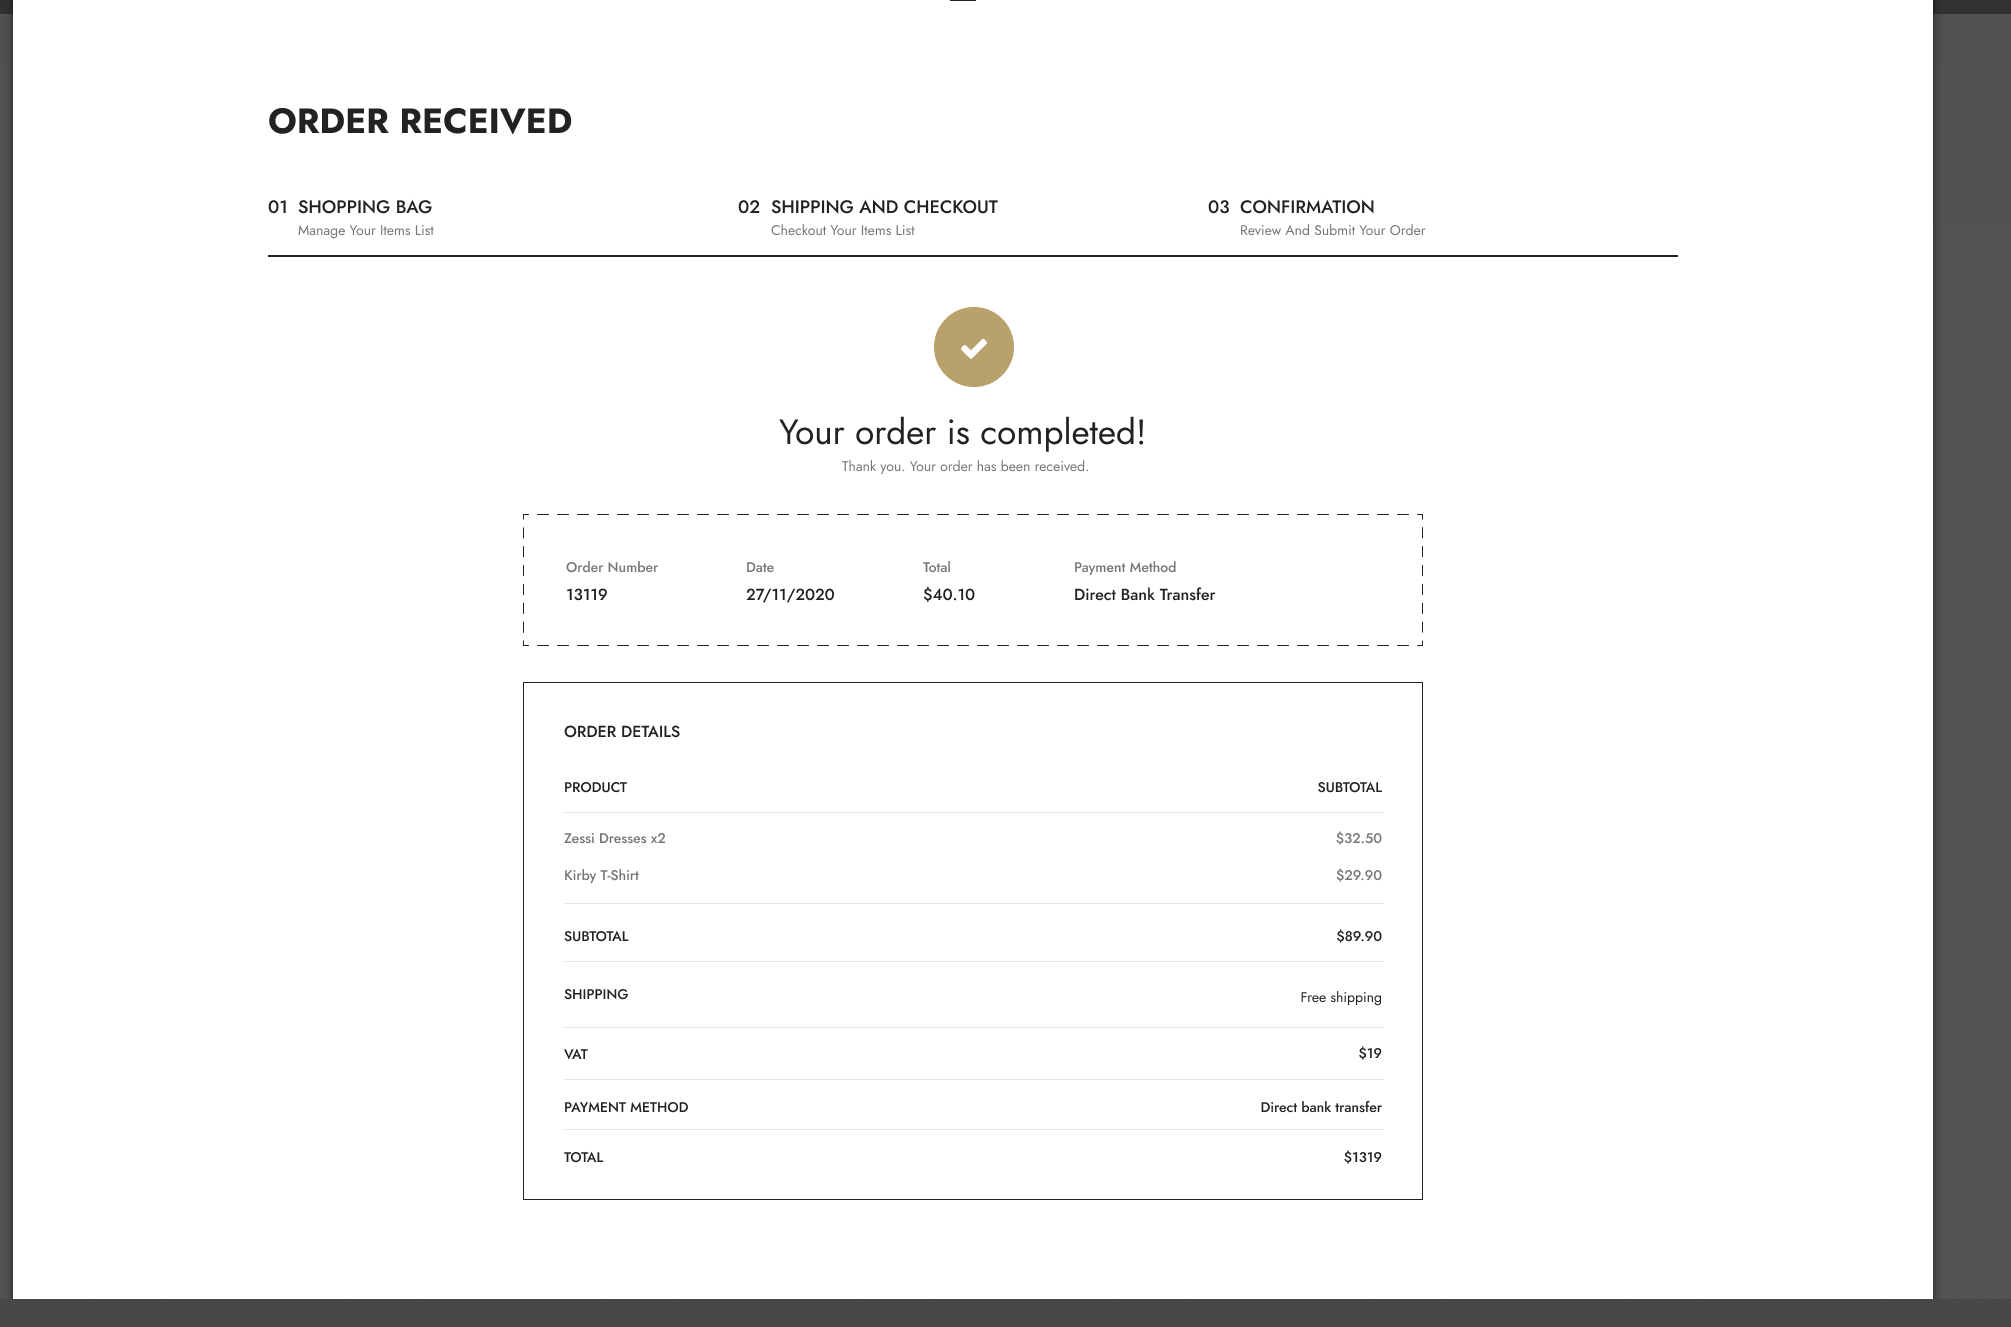 ORDER RECEIVED
01 SHOPPING BAG
Manage Your Items List
02 SHIPPING AND CHECKOUT
Checkout Your Items List
03 CONFIRMATION
Review And Submit Your Order
Your order is completed!
Thank you. Your order has been received.
Order Number Date Total Payment Method
13119 27/11/2020 $40.10 Direct Bank Transfer
ORDER DETAILS
PRODUCT SUBTOTAL
Zessi Dresses x2 $32.50
Kirby T-Shirt $29.90
SUBTOTAL $89.90
SHIPPING Free shipping
VAT $19
PAYMENT METHOD Direct bank transfer
TOTAL $1319